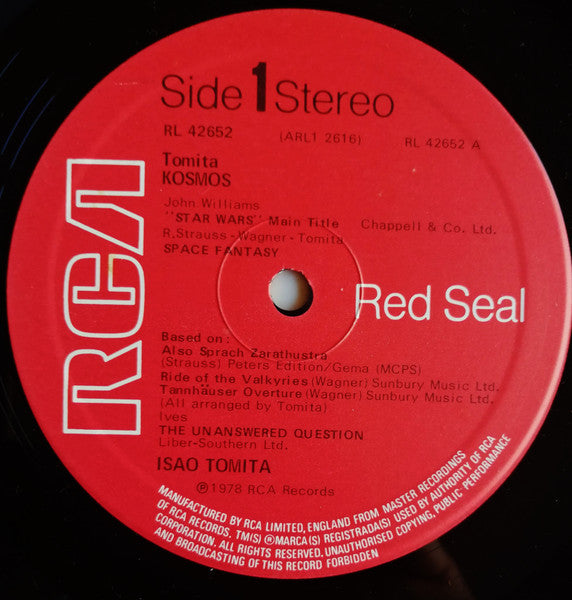 Side 1 Stereo
RL 42652 (ARL1 2616) RL 42652 A
Tomita
KOSMOS
John Williams
"STAR WARS" Main Title Chappell & Co. Ltd.
R.Strauss-Wagner-Tomita
SPACE FANTASY
RCA
Red Seal
Based on:
Also Sprach Zarathustra
(Strauss) Peters Edition/Gema (MCPS)
Ride of the Valkyries (Wagner) Sunbury Music Ltd.
Tannhäuser Overture (Wagner) Sunbury Music Ltd.
(All arranged by Tomita)
Ives
THE UNANSWERED QUESTION
Liber-Southern Ltd.
ISAO TOMITA
℗1978 RCA Records
MANUFACTURED BY RCA LIMITED, ENGLAND FROM MASTER RECORDINGS
OF RCA RECORDS. TM(S) ®MARCA(S) REGISTRADA(S) USED BY AUTHORITY OF RCA
CORPORATION. ALL RIGHTS RESERVED. UNAUTHORISED COPYING, PUBLIC PERFORMANCE
AND BROADCASTING OF THIS RECORD FORBIDDEN